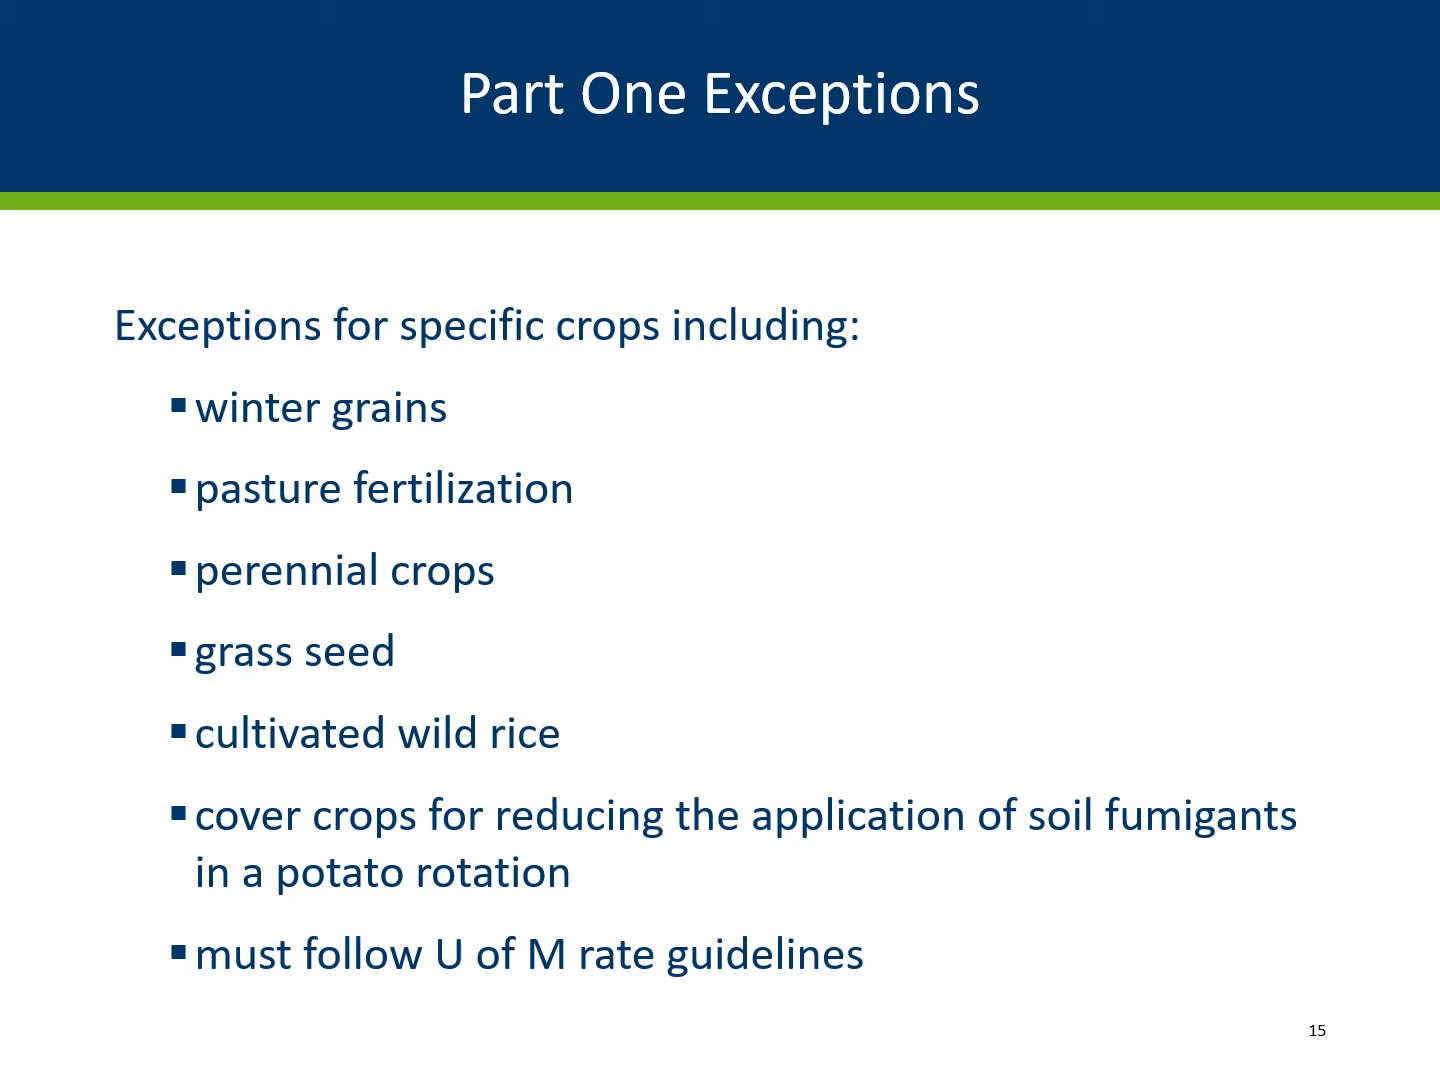 Part One Exceptions
Exceptions for specific crops including:
▪ winter grains
▪ pasture fertilization
▪ perennial crops
▪ grass seed
▪ cultivated wild rice
▪ cover crops for reducing the application of soil fumigants
in a potato rotation
▪ must follow U of M rate guidelines
15